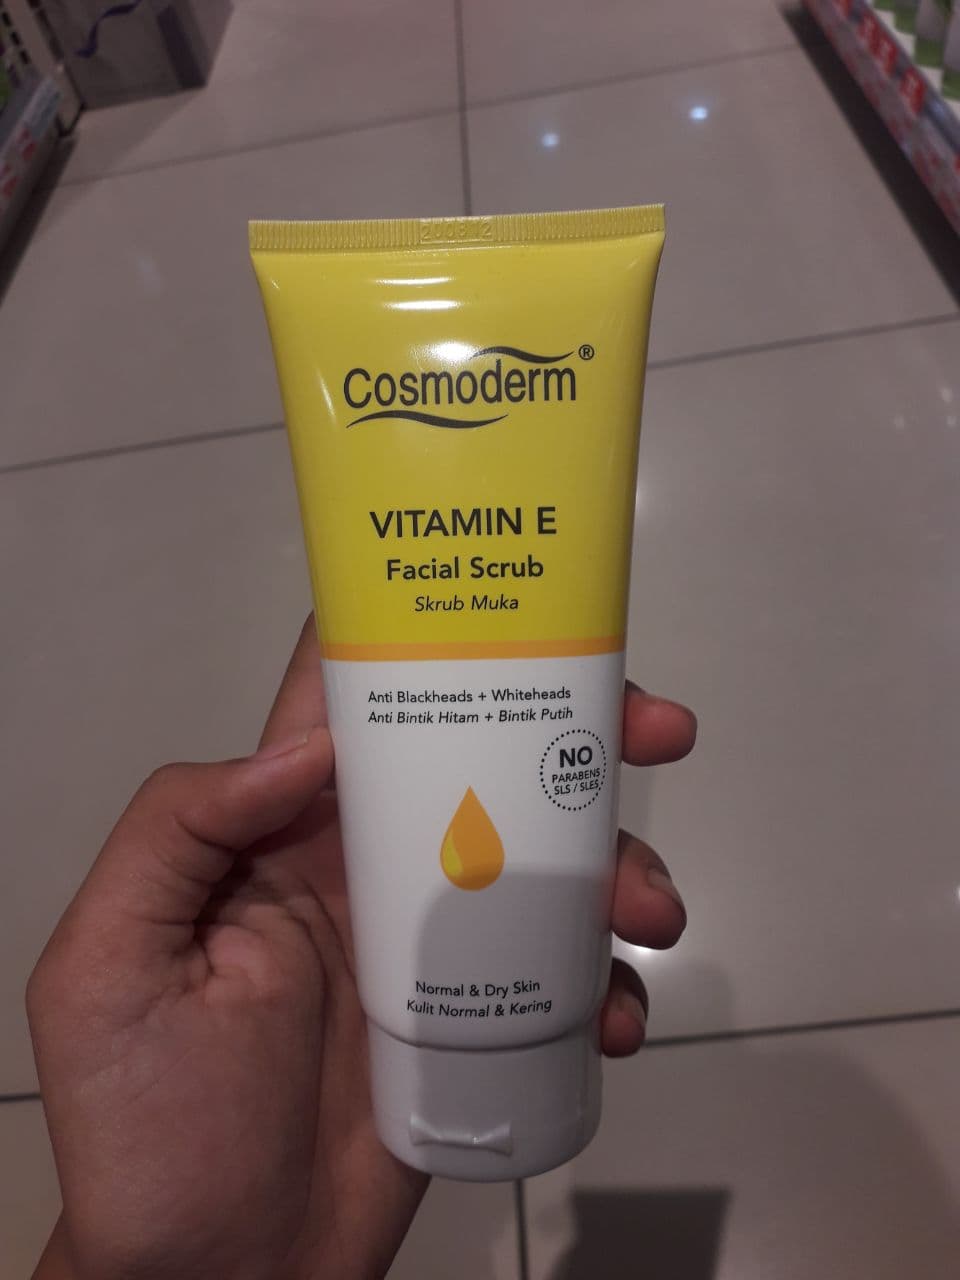 Cosmoderm®
VITAMIN E
Facial Scrub
Skrub Muka
Anti Blackheads + Whiteheads
Anti Bintik Hitam + Bintik Putih
NO
PARABENS
SLS / SLES
Normal & Dry Skin
Kulit Normal & Kering